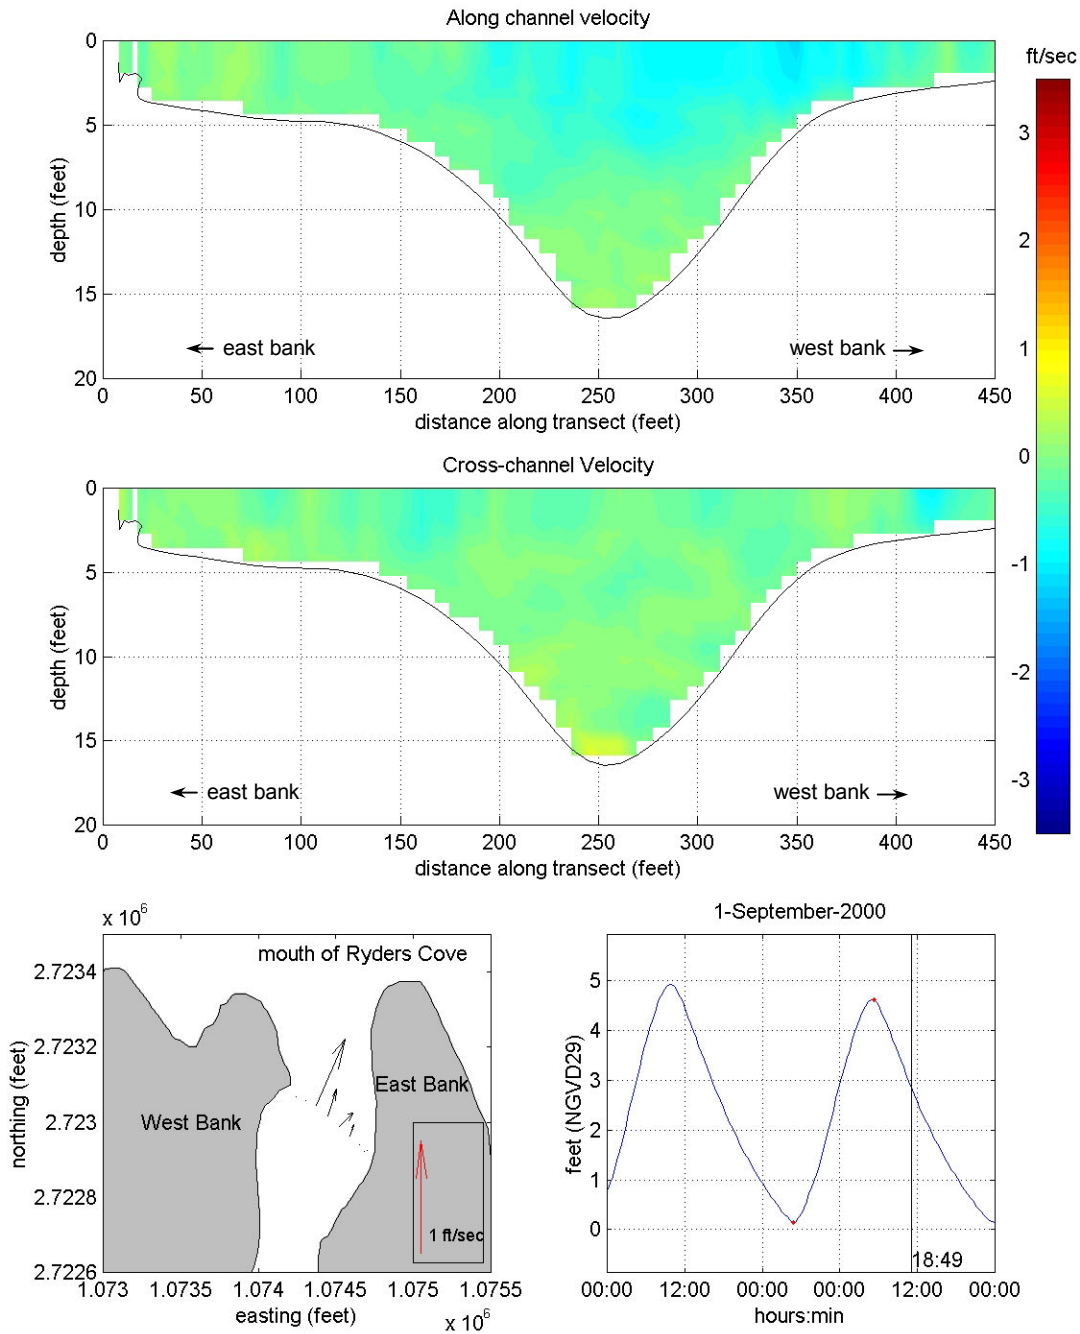 Along channel velocity
0
5
10
15
20
depth (feet)
east bank
west bank
0 50 100 150 200 250 300 350 400 450
distance along transect (feet)
ft/sec
3
2
1
0
-1
-2
-3
Cross-channel Velocity
0
5
10
15
20
depth (feet)
east bank
west bank
0 50 100 150 200 250 300 350 400 450
distance along transect (feet)
x 10^6
mouth of Ryders Cove
2.7234
2.7232
2.723
2.7228
2.7226
northing (feet)
West Bank
East Bank
1 ft/sec
1.073 1.0735 1.074 1.0745 1.075 1.0755
easting (feet)
x 10^6
1-September-2000
5
4
3
2
1
0
feet (NGVD29)
18:49
00:00 12:00 00:00 00:00 12:00 00:00
hours:min